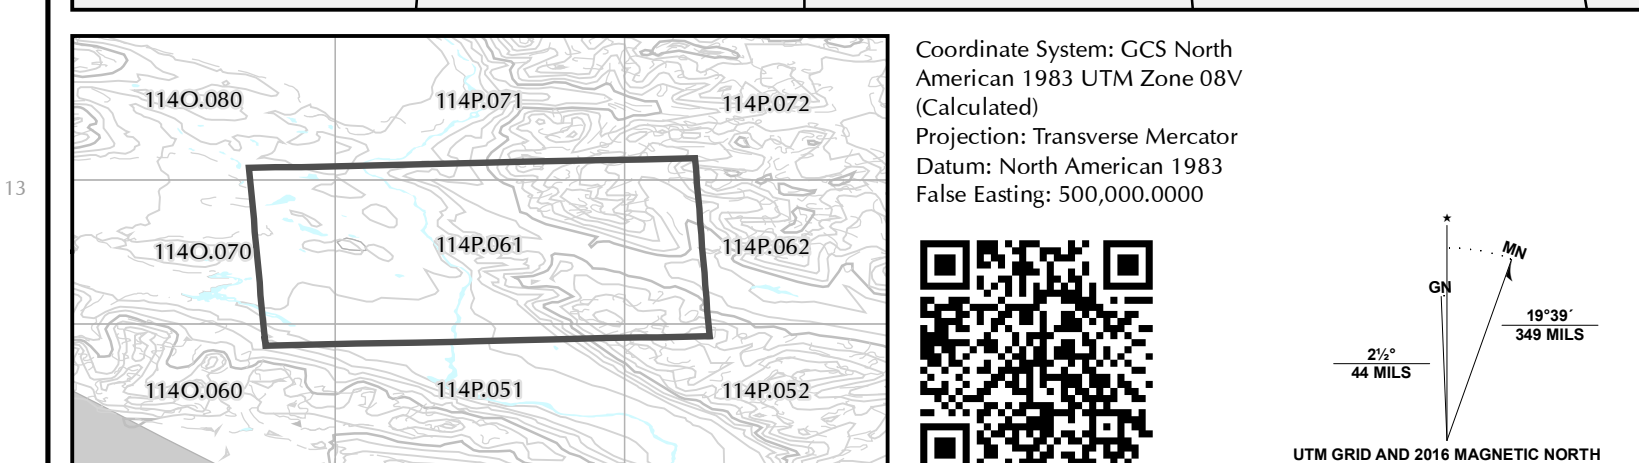 13
114O.080 114P.071 114P.072
114O.070 114P.061 114P.062
114O.060 114P.051 114P.052
Coordinate System: GCS North
American 1983 UTM Zone 08V
(Calculated)
Projection: Transverse Mercator
Datum: North American 1983
False Easting: 500,000.0000
MN
GN
19°39´
349 MILS
2½°
44 MILS
UTM GRID AND 2016 MAGNETIC NORTH